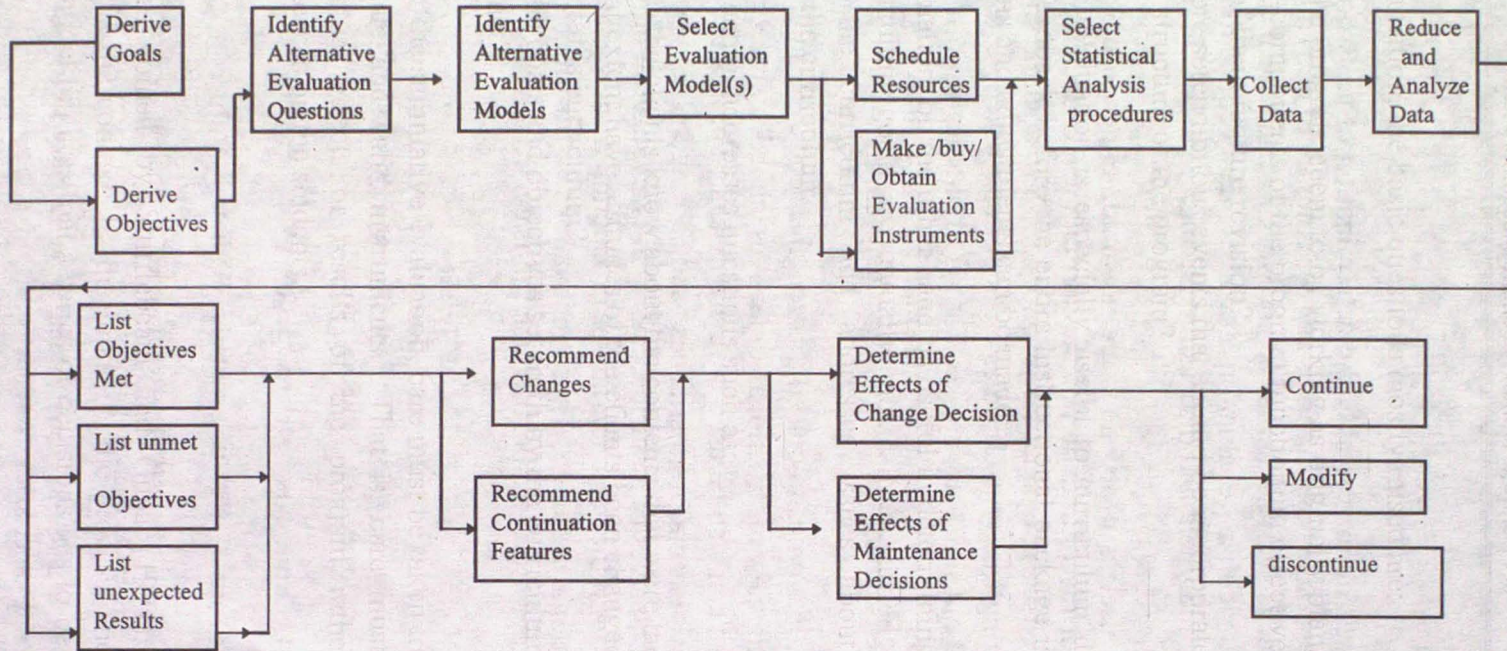 Derive
Goals
Derive
Objectives
Identify
Alternative
Evaluation
Questions
Identify
Alternative
Evaluation
Models
Select
Evaluation
Model(s)
Schedule
Resources
Make /buy/
Obtain
Evaluation
Instruments
Select
Statistical
Analysis
procedures
Collect
Data
Reduce
and
Analyze
Data
List
Objectives
Met
List unmet
Objectives
List
unexpected
Results
Recommend
Changes
Recommend
Continuation
Features
Determine
Effects of
Change Decision
Determine
Effects of
Maintenance
Decisions
Continue
Modify
discontinue